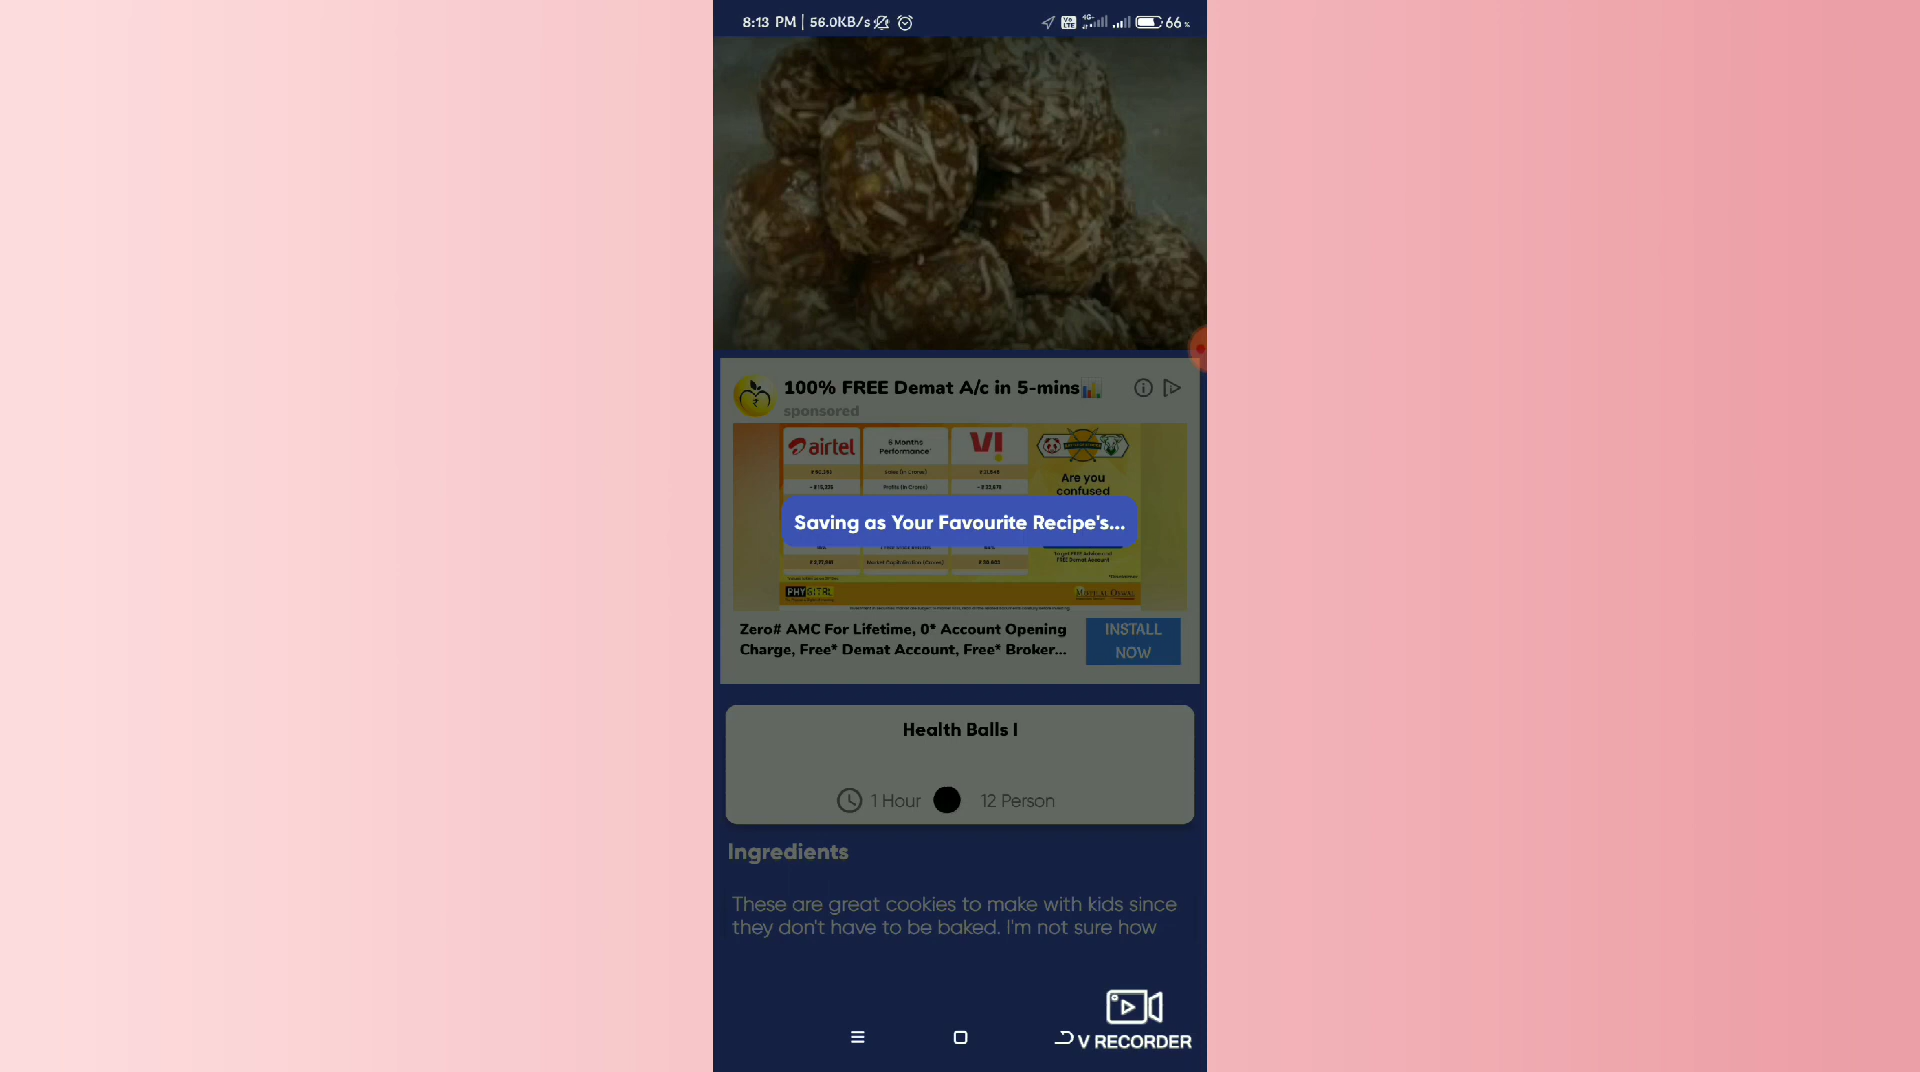 8:13 PM | 56.0KB/s 66 %
100% FREE Demat A/c in 5-mins
sponsored
airtel
6 Months
Performance*
VI
Are you
confused
Saving as Your Favourite Recipe's...
PHYGITAL
MOTILAL OSWAL
Zero# AMC For Lifetime, 0* Account Opening
Charge, Free* Demat Account, Free* Broker...
INSTALL
NOW
Health Balls I
1 Hour
12 Person
Ingredients
These are great cookies to make with kids since
they don't have to be baked. I'm not sure how
V RECORDER